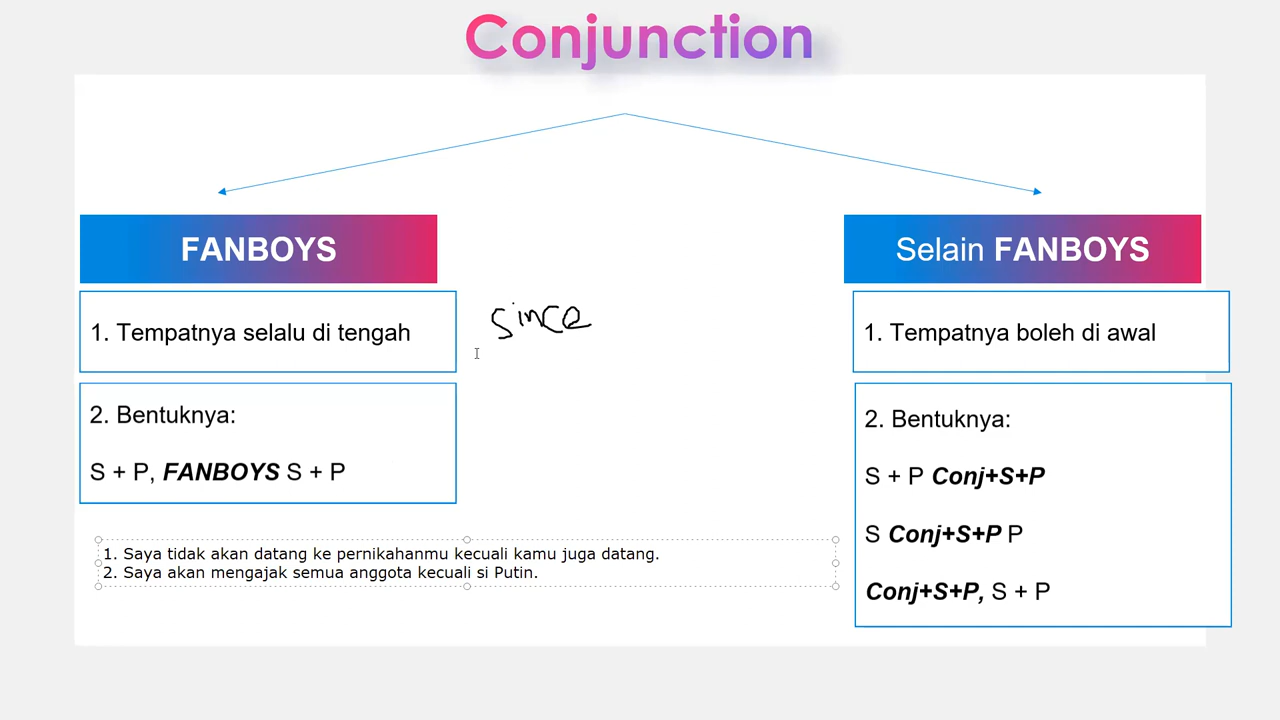 Conjunction
FANBOYS
1. Tempatnya selalu di tengah
2. Bentuknya:
S + P, FANBOYS S + P
since
Selain FANBOYS
1. Tempatnya boleh di awal
2. Bentuknya:
S + P Conj+S+P
S Conj+S+P P
Conj+S+P, S + P
1. Saya tidak akan datang ke pernikahanmu kecuali kamu juga datang.
2. Saya akan mengajak semua anggota kecuali si Putin.